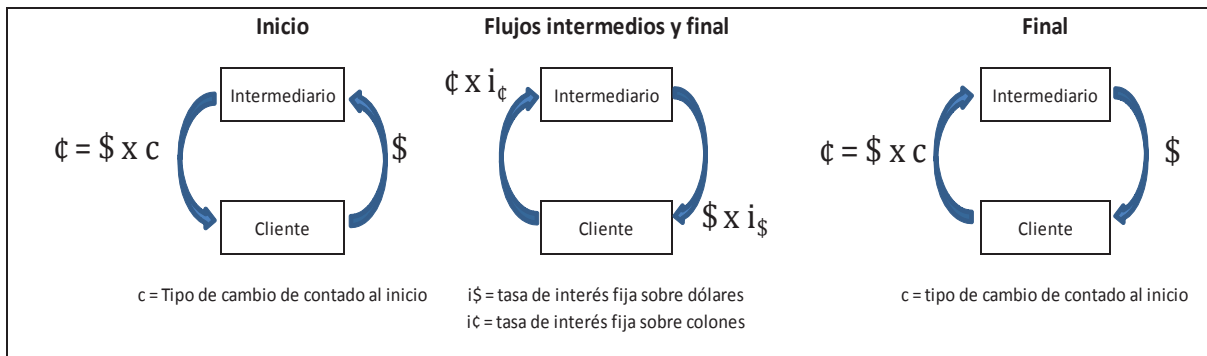 Inicio
Intermediario
₵ = $ x c
$
Cliente
c = Tipo de cambio de contado al inicio
Flujos intermedios y final
₵ x i₵
Intermediario
Cliente
$ x i$
i$ = tasa de interés fija sobre dólares
i₵ = tasa de interés fija sobre colones
Final
Intermediario
₵ = $ x c
$
Cliente
c = tipo de cambio de contado al inicio